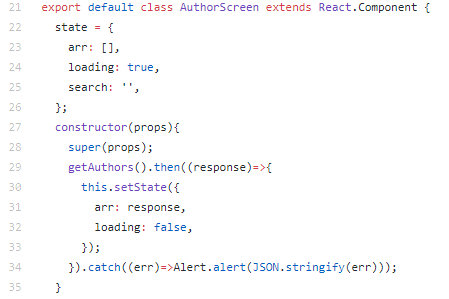 21 export default class AuthorScreen extends React.Component {
22 state = {
23 arr: [],
24 loading: true,
25 search: '',
26 };
27 constructor(props){
28 super(props);
29 getAuthors().then((response)=>{
30 this.setState({
31 arr: response,
32 loading: false,
33 });
34 }).catch((err)=>Alert.alert(JSON.stringify(err)));
35 }